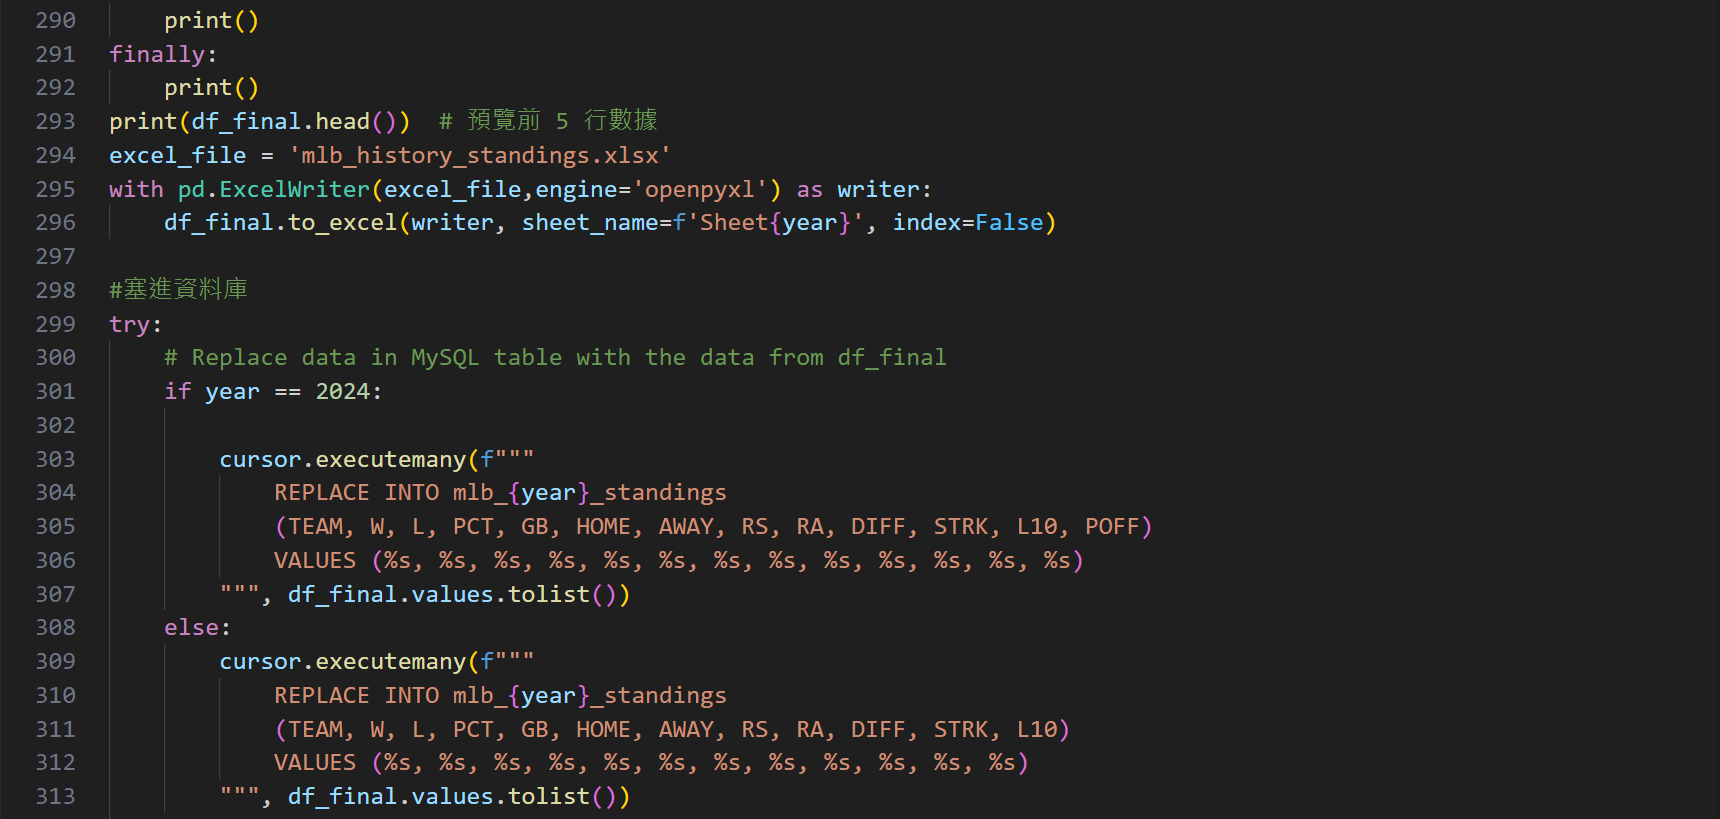 290 print()
291 finally:
292 print()
293 print(df_final.head()) # 預覽前 5 行數據
294 excel_file = 'mlb_history_standings.xlsx'
295 with pd.ExcelWriter(excel_file,engine='openpyxl') as writer:
296 df_final.to_excel(writer, sheet_name=f'Sheet{year}', index=False)
297
298 #塞進資料庫
299 try:
300 # Replace data in MySQL table with the data from df_final
301 if year == 2024:
302
303 cursor.executemany(f"""
304 REPLACE INTO mlb_{year}_standings
305 (TEAM, W, L, PCT, GB, HOME, AWAY, RS, RA, DIFF, STRK, L10, POFF)
306 VALUES (%s, %s, %s, %s, %s, %s, %s, %s, %s, %s, %s, %s, %s)
307 """, df_final.values.tolist())
308 else:
309 cursor.executemany(f"""
310 REPLACE INTO mlb_{year}_standings
311 (TEAM, W, L, PCT, GB, HOME, AWAY, RS, RA, DIFF, STRK, L10)
312 VALUES (%s, %s, %s, %s, %s, %s, %s, %s, %s, %s, %s, %s)
313 """, df_final.values.tolist())